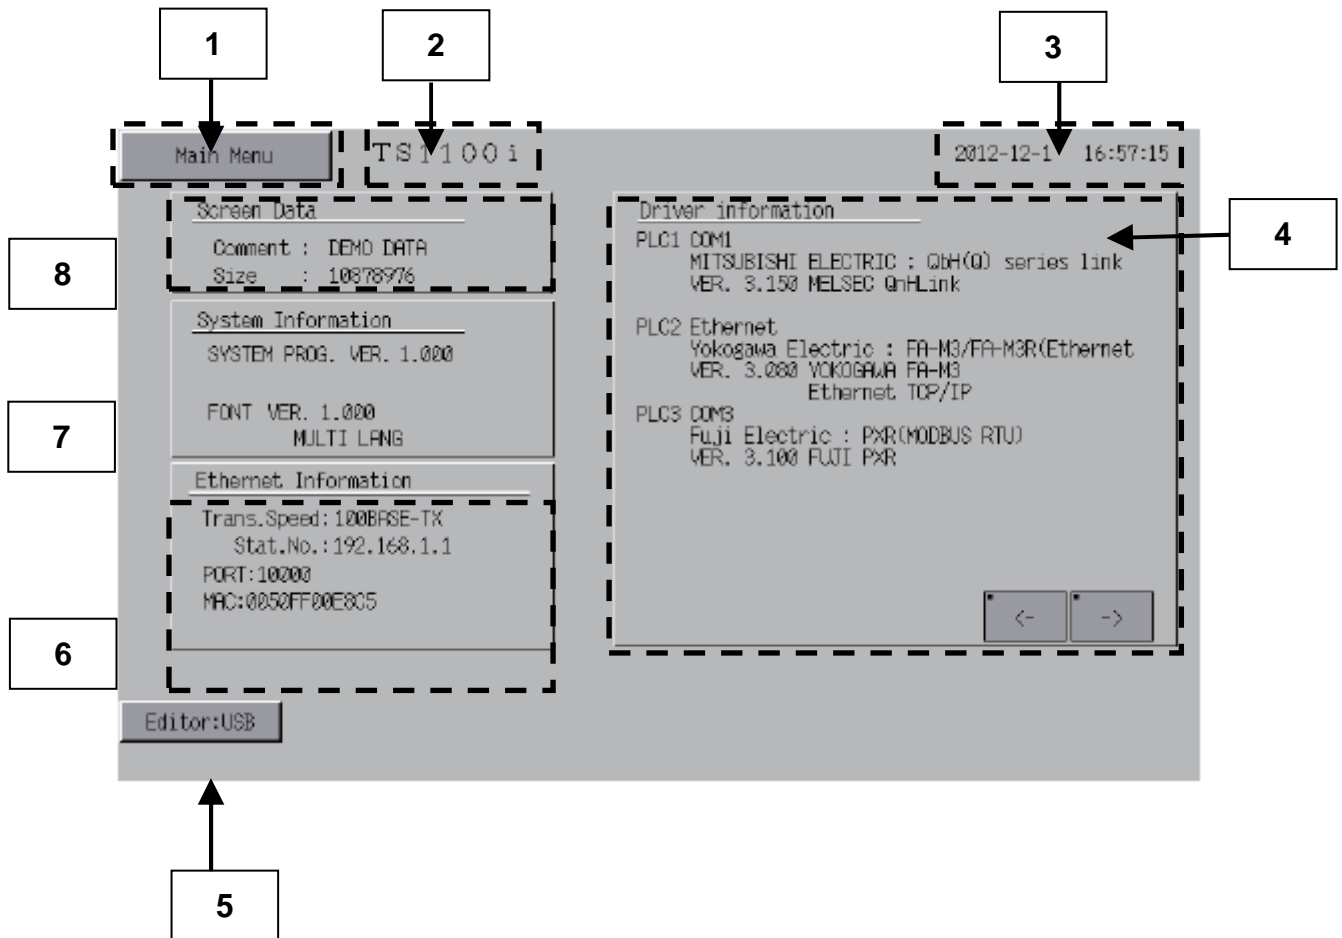 1
2
3
Main Menu
TS1100i
2012-12-1 16:57:15
Screen Data
Comment : DEMO DATA
Size : 10878976
8
System Information
SYSTEM PROG. VER. 1.000
FONT VER. 1.000
MULTI LANG
7
Ethernet Information
Trans.Speed:100BASE-TX
Stat.No.:192.168.1.1
PORT:10000
MAC:0050FF00E8C5
6
Driver information
PLC1 COM1
MITSUBISHI ELECTRIC : QbH(Q) series link
VER. 3.150 MELSEC QnHLink
PLC2 Ethernet
Yokogawa Electric : FA-M3/FA-M3R(Ethernet
VER. 3.080 YOKOGAWA FA-M3
Ethernet TCP/IP
PLC3 COM3
Fuji Electric : PXR(MODBUS RTU)
VER. 3.100 FUJI PXR
<- ->
4
Editor:USB
5